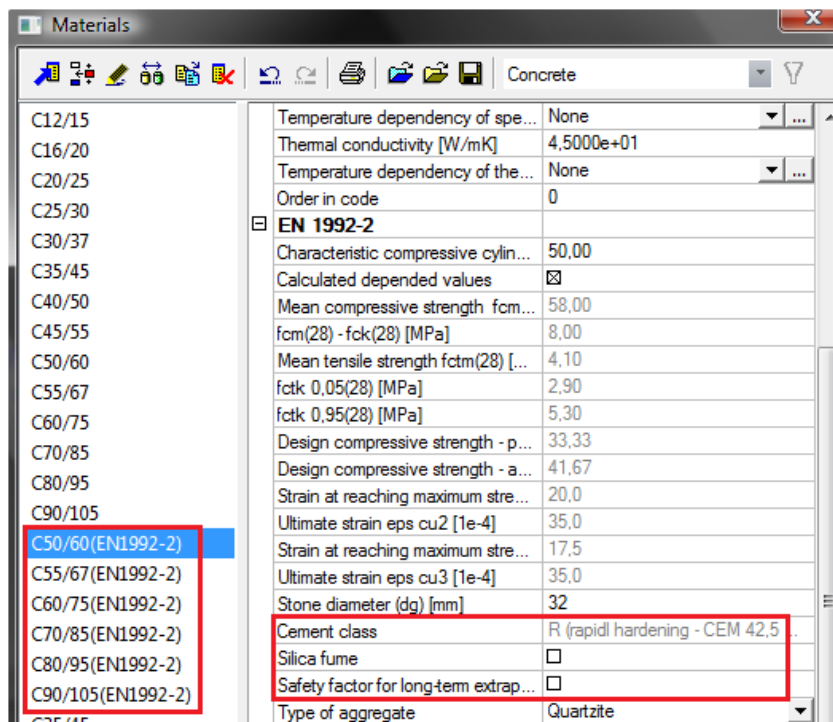 Materials
Concrete
C12/15
C16/20
C20/25
C25/30
C30/37
C35/45
C40/50
C45/55
C50/60
C55/67
C60/75
C70/85
C80/95
C90/105
C50/60(EN1992-2)
C55/67(EN1992-2)
C60/75(EN1992-2)
C70/85(EN1992-2)
C80/95(EN1992-2)
C90/105(EN1992-2)
Temperature dependency of spe... None ...
Thermal conductivity [W/mK] 4,5000e+01
Temperature dependency of the... None ...
Order in code 0
EN 1992-2
Characteristic compressive cylin... 50,00
Calculated depended values
Mean compressive strength fcm... 58,00
fcm(28) - fck(28) [MPa] 8,00
Mean tensile strength fctm(28) [... 4,10
fctk 0,05(28) [MPa] 2,90
fctk 0,95(28) [MPa] 5,30
Design compressive strength - p... 33,33
Design compressive strength - a... 41,67
Strain at reaching maximum stre... 20,0
Ultimate strain eps cu2 [1e-4] 35,0
Strain at reaching maximum stre... 17,5
Ultimate strain eps cu3 [1e-4] 35,0
Stone diameter (dg) [mm] 32
Cement class R (rapidl hardening - CEM 42,5 ...
Silica fume
Safety factor for long-term extrap...
Type of aggregate Quartzite